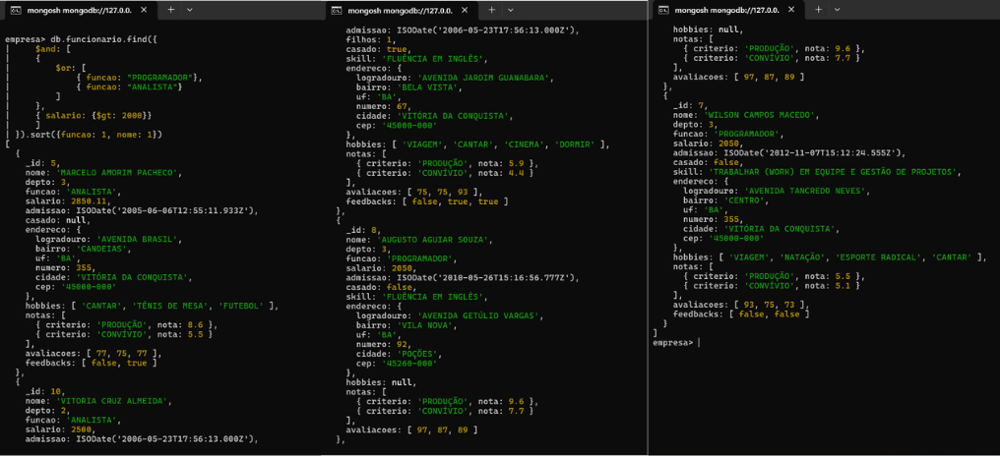 mongosh mongodb://127.0.0.
empresa> db.funcionario.find({
|     $and: [
|     {
|         $or: [
|             { funcao: "PROGRAMADOR"},
|             { funcao: "ANALISTA"}
|         ]
|     },
|     { salario: {$gt: 2000}}
|     ]
| }).sort({funcao: 1, nome: 1})
[
  {
    _id: 5,
    nome: 'MARCELO AMORIM PACHECO',
    depto: 3,
    funcao: 'ANALISTA',
    salario: 2850.11,
    admissao: ISODate('2005-06-06T12:55:11.933Z'),
    casado: null,
    endereco: {
      logradouro: 'AVENIDA BRASIL',
      bairro: 'CANDEIAS',
      uf: 'BA',
      numero: 355,
      cidade: 'VITÓRIA DA CONQUISTA',
      cep: '45000-000'
    },
    hobbies: [ 'CANTAR', 'TÊNIS DE MESA', 'FUTEBOL' ],
    notas: [
      { criterio: 'PRODUÇÃO', nota: 8.6 },
      { criterio: 'CONVÍVIO', nota: 5.5 }
    ],
    avaliacoes: [ 77, 75, 77 ],
    feedbacks: [ false, true ]
  },
  {
    _id: 10,
    nome: 'VITORIA CRUZ ALMEIDA',
    depto: 2,
    funcao: 'ANALISTA',
    salario: 2500,
    admissao: ISODate('2006-05-23T17:56:13.000Z'),
mongosh mongodb://127.0.0.
    admissao: ISODate('2006-05-23T17:56:13.000Z'),
    filhos: 1,
    casado: true,
    skill: 'FLUÊNCIA EM INGLÊS',
    endereco: {
      logradouro: 'AVENIDA JARDIM GUANABARA',
      bairro: 'BELA VISTA',
      uf: 'BA',
      numero: 67,
      cidade: 'VITÓRIA DA CONQUISTA',
      cep: '45000-000'
    },
    hobbies: [ 'VIAGEM', 'CANTAR', 'CINEMA', 'DORMIR' ],
    notas: [
      { criterio: 'PRODUÇÃO', nota: 5.9 },
      { criterio: 'CONVÍVIO', nota: 4.4 }
    ],
    avaliacoes: [ 75, 75, 93 ],
    feedbacks: [ false, true, true ]
  },
  {
    _id: 8,
    nome: 'AUGUSTO AGUIAR SOUZA',
    depto: 3,
    funcao: 'PROGRAMADOR',
    salario: 2050,
    admissao: ISODate('2010-05-26T15:16:56.777Z'),
    casado: false,
    skill: 'FLUÊNCIA EM INGLÊS',
    endereco: {
      logradouro: 'AVENIDA GETÚLIO VARGAS',
      bairro: 'VILA NOVA',
      uf: 'BA',
      numero: 92,
      cidade: 'POÇÕES',
      cep: '45260-000'
    },
    hobbies: null,
    notas: [
      { criterio: 'PRODUÇÃO', nota: 9.6 },
      { criterio: 'CONVÍVIO', nota: 7.7 }
    ],
    avaliacoes: [ 97, 87, 89 ]
  },
mongosh mongodb://127.0.0.
    hobbies: null,
    notas: [
      { criterio: 'PRODUÇÃO', nota: 9.6 },
      { criterio: 'CONVÍVIO', nota: 7.7 }
    ],
    avaliacoes: [ 97, 87, 89 ]
  },
  {
    _id: 7,
    nome: 'WILSON CAMPOS MACEDO',
    depto: 3,
    funcao: 'PROGRAMADOR',
    salario: 2050,
    admissao: ISODate('2012-11-07T15:12:24.555Z'),
    casado: false,
    skill: 'TRABALHAR (WORK) EM EQUIPE E GESTÃO DE PROJETOS',
    endereco: {
      logradouro: 'AVENIDA TANCREDO NEVES',
      bairro: 'CENTRO',
      uf: 'BA',
      numero: 355,
      cidade: 'VITÓRIA DA CONQUISTA',
      cep: '45000-000'
    },
    hobbies: [ 'VIAGEM', 'NATAÇÃO', 'ESPORTE RADICAL', 'CANTAR' ],
    notas: [
      { criterio: 'PRODUÇÃO', nota: 5.5 },
      { criterio: 'CONVÍVIO', nota: 5.1 }
    ],
    avaliacoes: [ 93, 75, 73 ],
    feedbacks: [ false, false ]
  }
]
empresa>